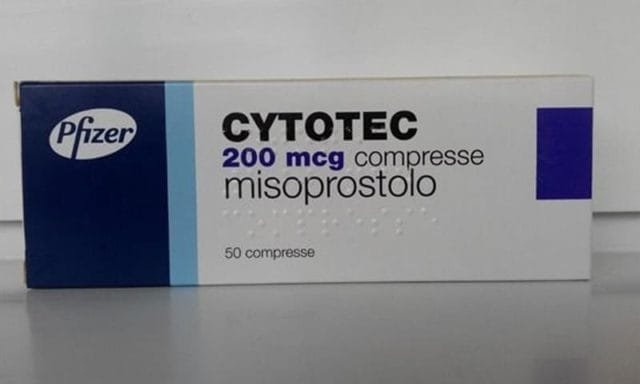 Pfizer
CYTOTEC
200 mcg compresse
misoprostolo
50 compresse